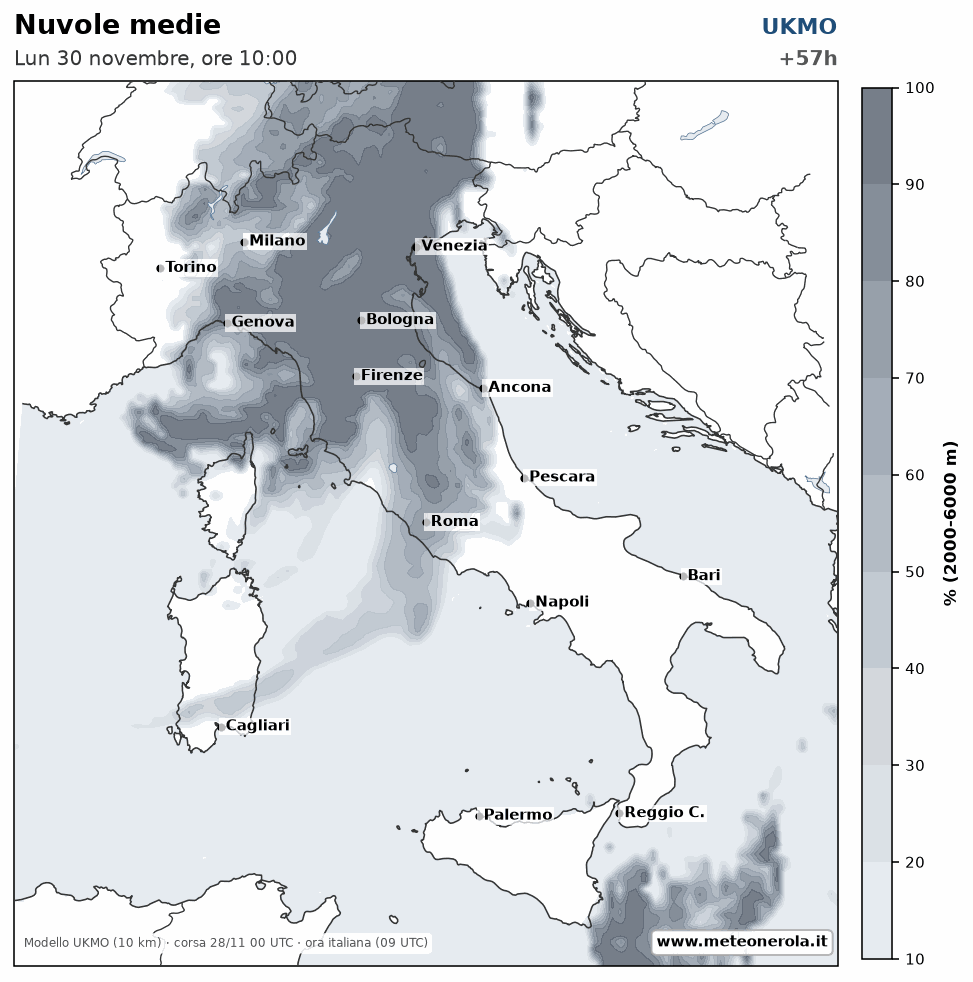 Nuvole medie
UKMO
Lun 30 novembre, ore 10:00
+57h
Milano
Venezia
Torino
Genova
Bologna
Firenze
Ancona
Pescara
Roma
Bari
Napoli
Cagliari
Palermo
Reggio C.
Modello UKMO (10 km) · corsa 28/11 00 UTC · ora italiana (09 UTC)
www.meteonerola.it
100
90
80
70
60
50
40
30
20
10
% (2000-6000 m)